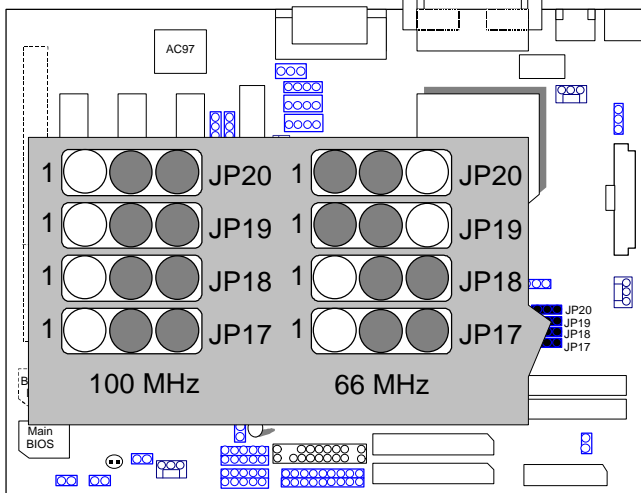 AC97
1 JP20 1 JP20
1 JP19 1 JP19
1 JP18 1 JP18
1 JP17 1 JP17
100 MHz 66 MHz
JP20
JP19
JP18
JP17
Main
BIOS